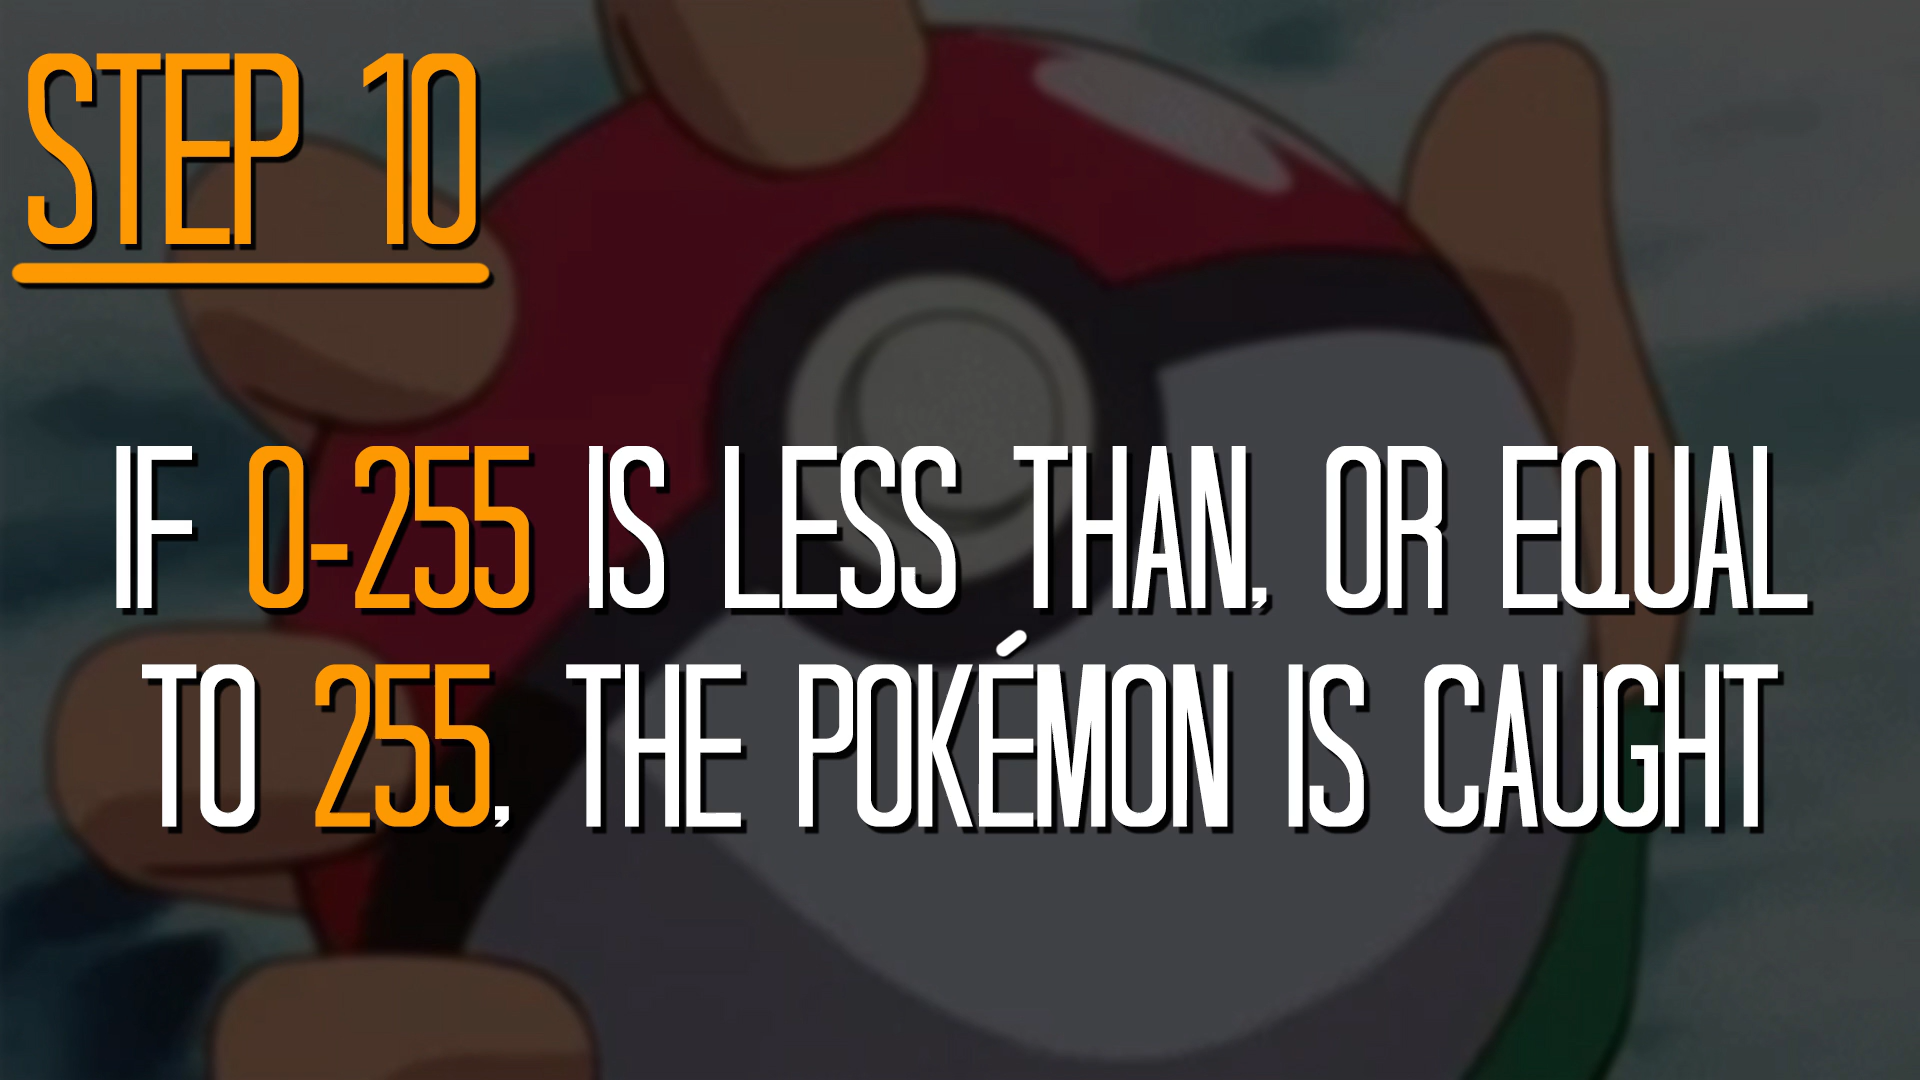 STEP 10
IF 0-255 IS LESS THAN, OR EQUAL
TO 255, THE POKÉMON IS CAUGHT